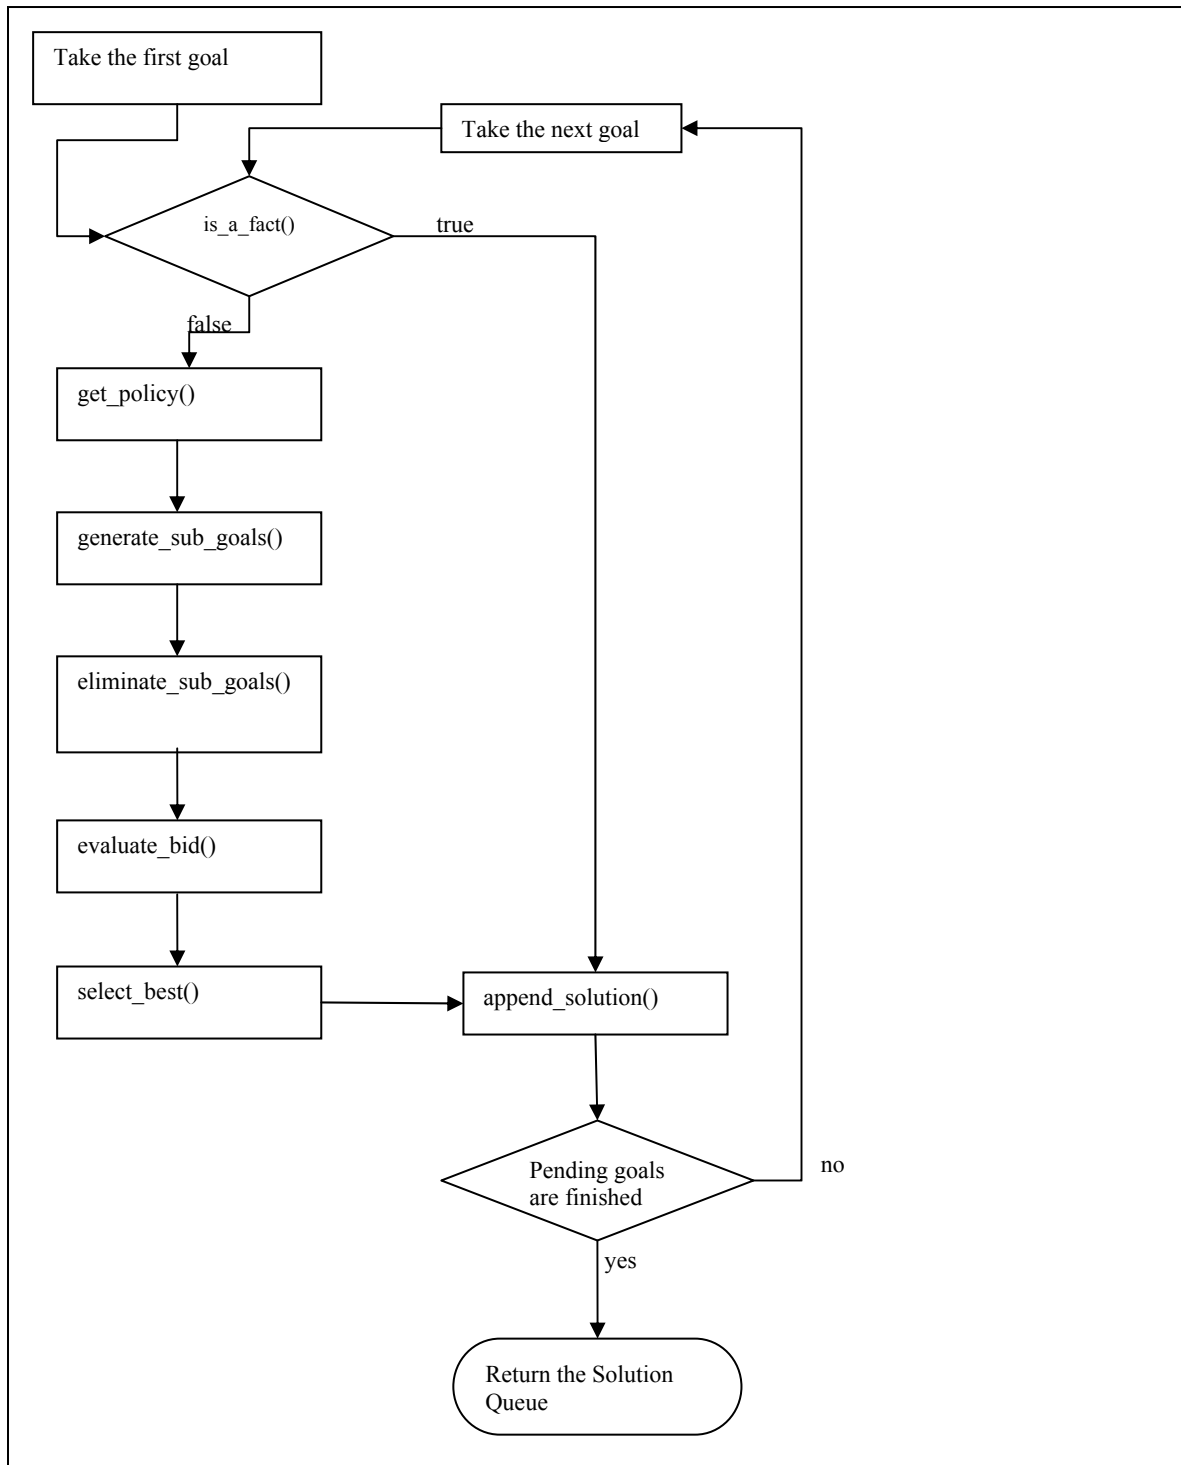 Take the first goal
Take the next goal
is_a_fact()
true
false
get_policy()
generate_sub_goals()
eliminate_sub_goals()
evaluate_bid()
select_best()
append_solution()
Pending goals
are finished
no
yes
Return the Solution
Queue